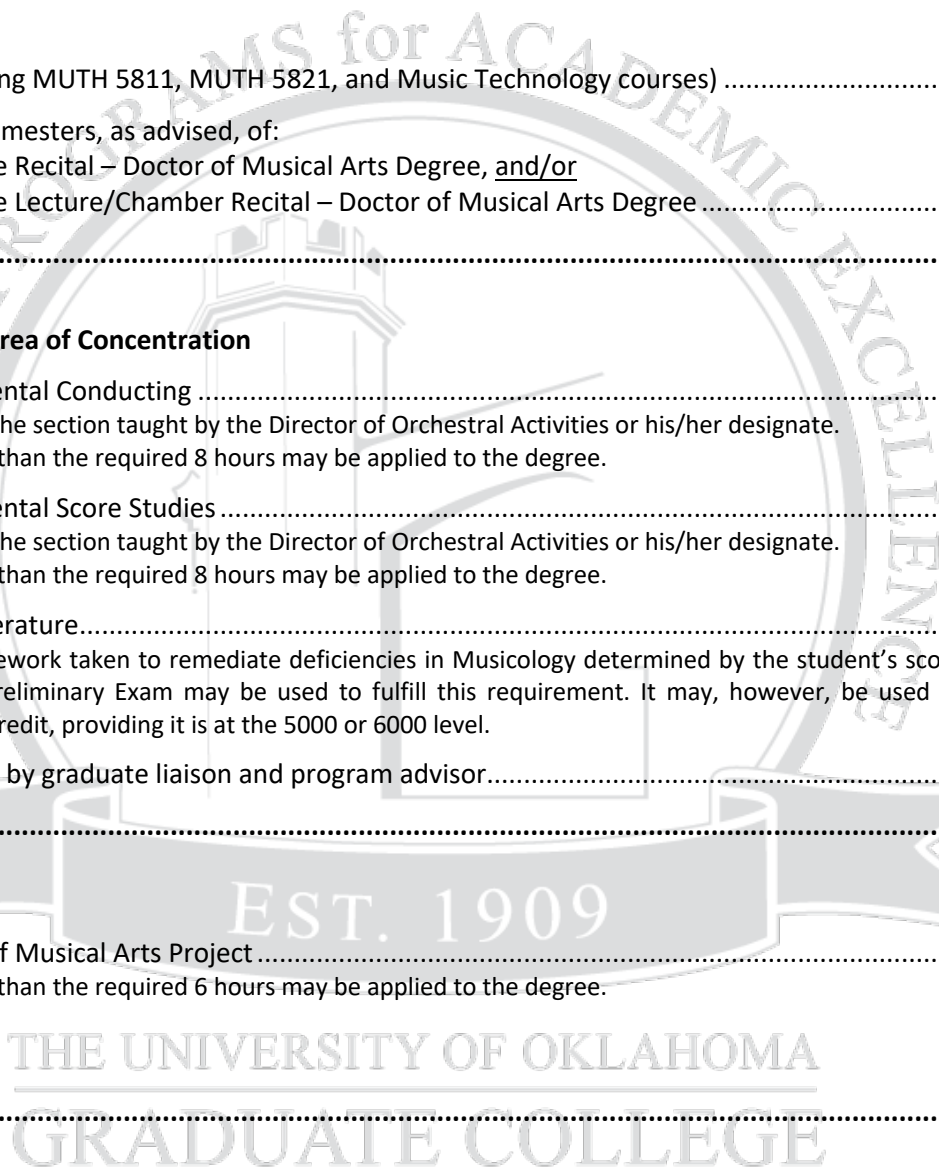 ing MUTH 5811, MUTH 5821, and Music Technology courses) ....................................
mesters, as advised, of:
e Recital – Doctor of Musical Arts Degree, and/or
e Lecture/Chamber Recital – Doctor of Musical Arts Degree ....................................
rea of Concentration
ental Conducting ....................................
he section taught by the Director of Orchestral Activities or his/her designate.
than the required 8 hours may be applied to the degree.
ental Score Studies ....................................
he section taught by the Director of Orchestral Activities or his/her designate.
than the required 8 hours may be applied to the degree.
erature....................................
ework taken to remediate deficiencies in Musicology determined by the student's sco
reliminary Exam may be used to fulfill this requirement. It may, however, be used
redit, providing it is at the 5000 or 6000 level.
by graduate liaison and program advisor....................................
f Musical Arts Project ....................................
than the required 6 hours may be applied to the degree.
PROGRAMS for ACADEMIC EXCELLENCE
EST. 1909
THE UNIVERSITY OF OKLAHOMA
GRADUATE COLLEGE